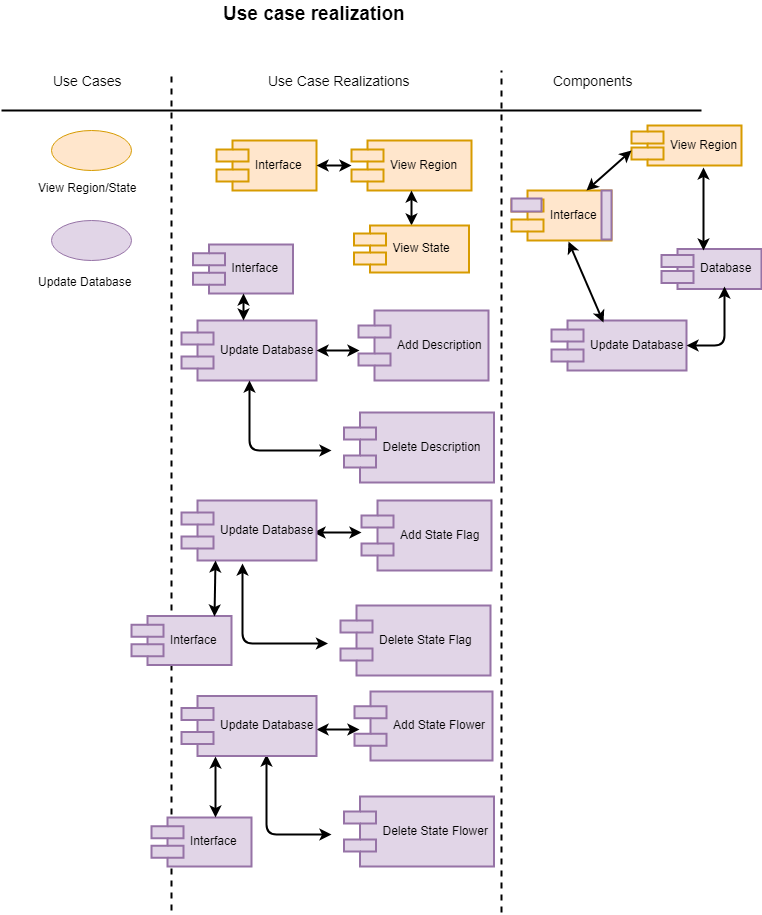 Use case realization
Use Cases
Use Case Realizations
Components
View Region/State
Update Database
Interface
View Region
View State
Interface
Update Database
Add Description
Delete Description
Update Database
Add State Flag
Interface
Delete State Flag
Update Database
Add State Flower
Interface
Delete State Flower
View Region
Interface
Database
Update Database